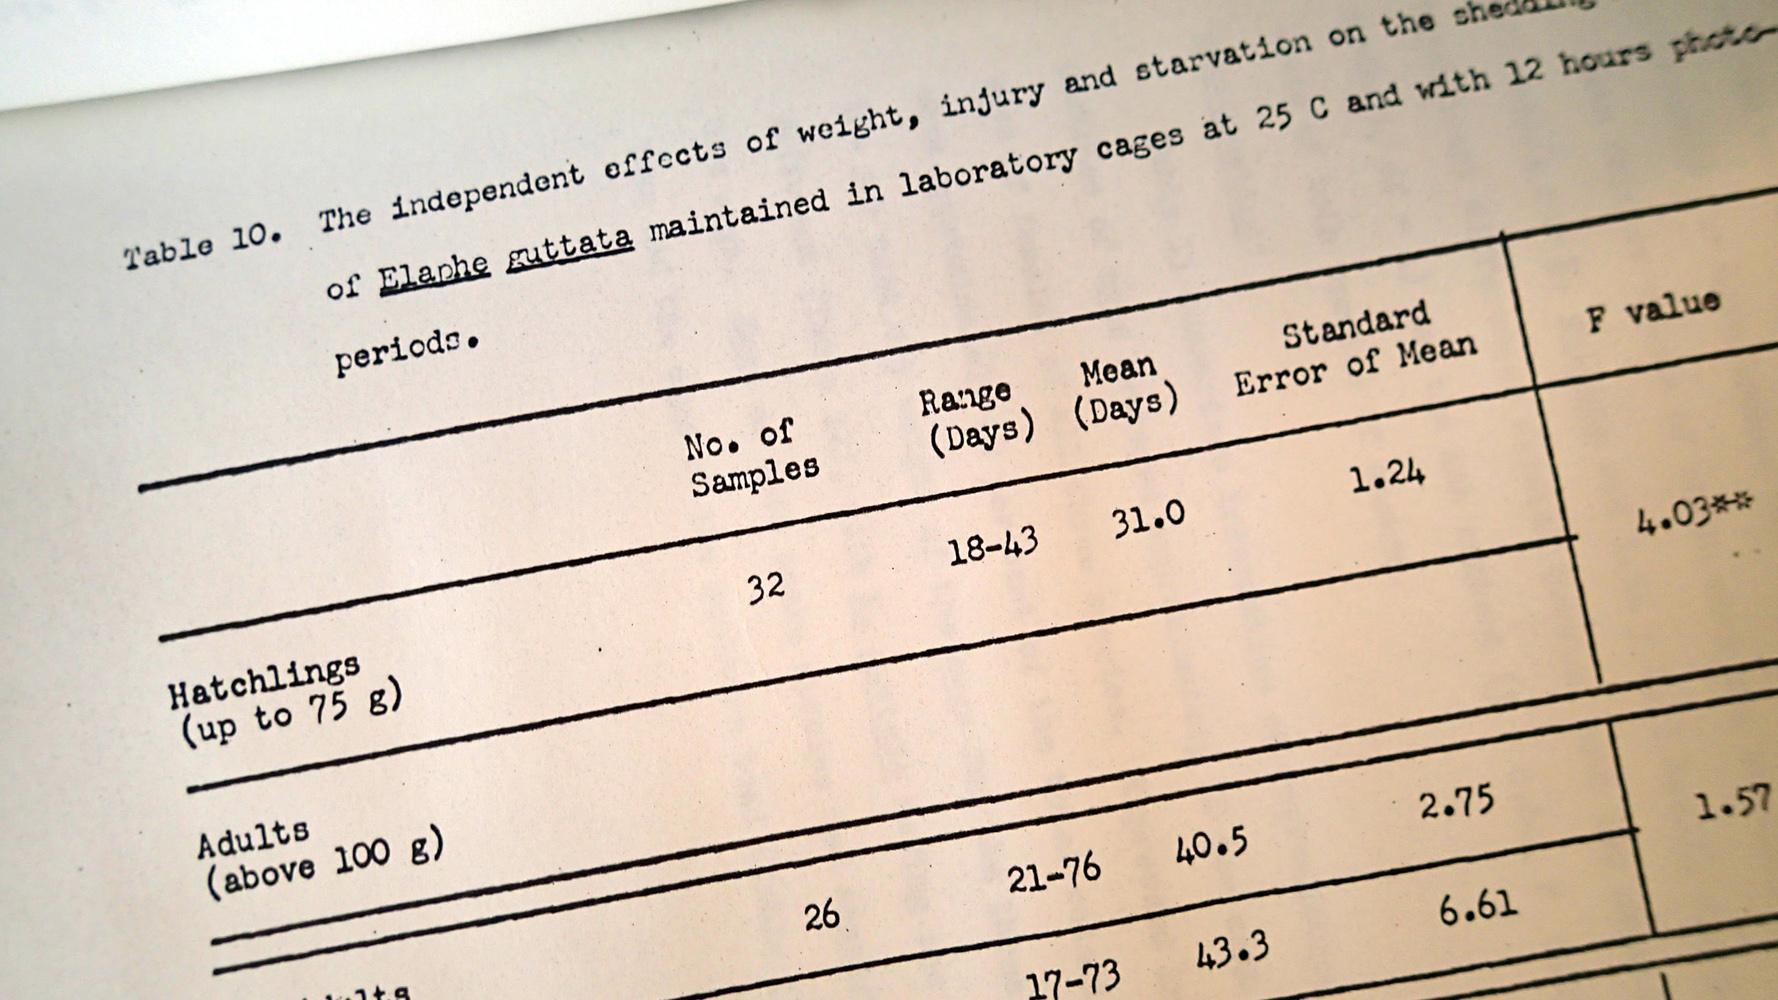 Table 10. The independent effects of weight, injury and starvation on the shedding
of Elaphe guttata maintained in laboratory cages at 25 C and with 12 hours photo-
periods.
No. of Samples Range (Days) Mean (Days) Standard Error of Mean F value
Hatchlings (up to 75 g) 32 18-43 31.0 1.24 4.03**
Adults (above 100 g)
26 21-76 40.5 2.75 1.57
17-73 43.3 6.61